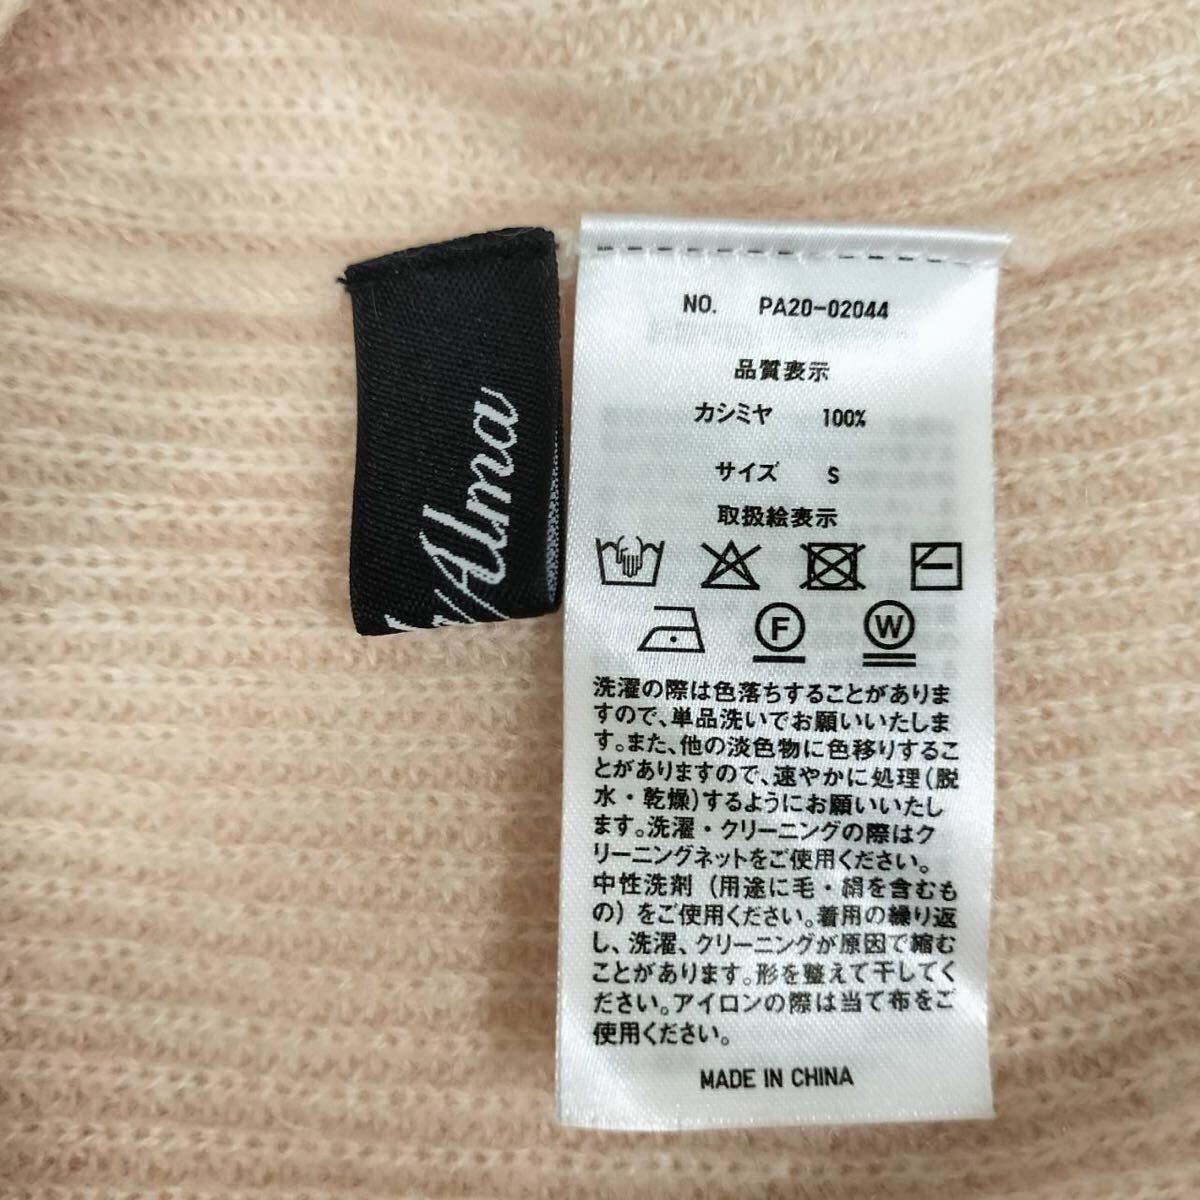 Alma
NO. PA20-02044
品質表示
カシミヤ 100%
サイズ S
取扱絵表示
F W
洗濯の際は色落ちすることがありま
すので、単品洗いでお願いいたしま
す。また、他の淡色物に色移りするこ
とがありますので、速やかに処理(脱
水・乾燥)するようにお願いいたし
ます。洗濯・クリーニングの際はク
リーニングネットをご使用ください。
中性洗剤(用途に毛・絹を含むも
の)をご使用ください。着用の繰り返
し、洗濯、クリーニングが原因で縮む
ことがあります。形を整えて干してく
ださい。アイロンの際は当て布をご
使用ください。
MADE IN CHINA